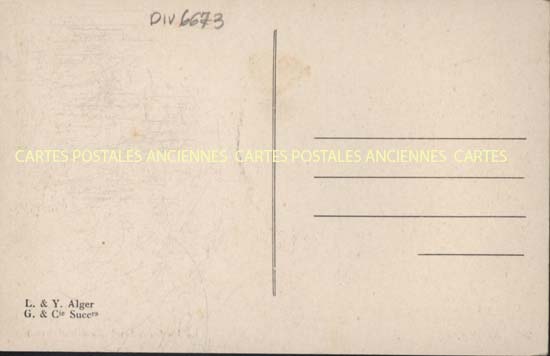 DIV 6673
CARTES POSTALES ANCIENNES CARTES POSTALES ANCIENNES CARTES
L. & Y. Alger
G. & Cie Succrs